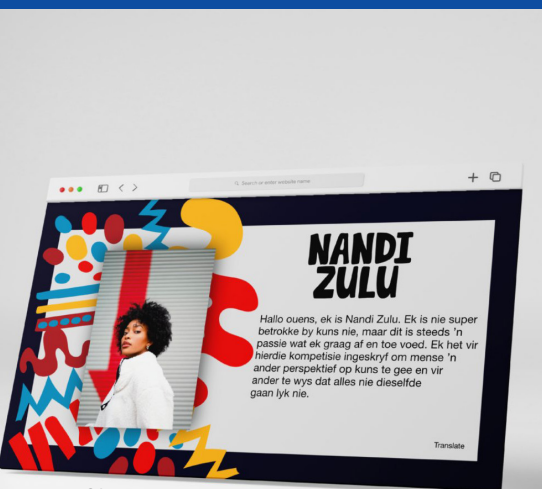 Search or enter website name
NANDI
ZULU
Hallo ouens, ek is Nandi Zulu. Ek is nie super
betrokke by kuns nie, maar dit is steeds 'n
passie wat ek graag af en toe voed. Ek het vir
hierdie kompetisie ingeskryf om mense 'n
ander perspektief op kuns te gee en vir
ander te wys dat alles nie dieselfde
gaan lyk nie.
Translate